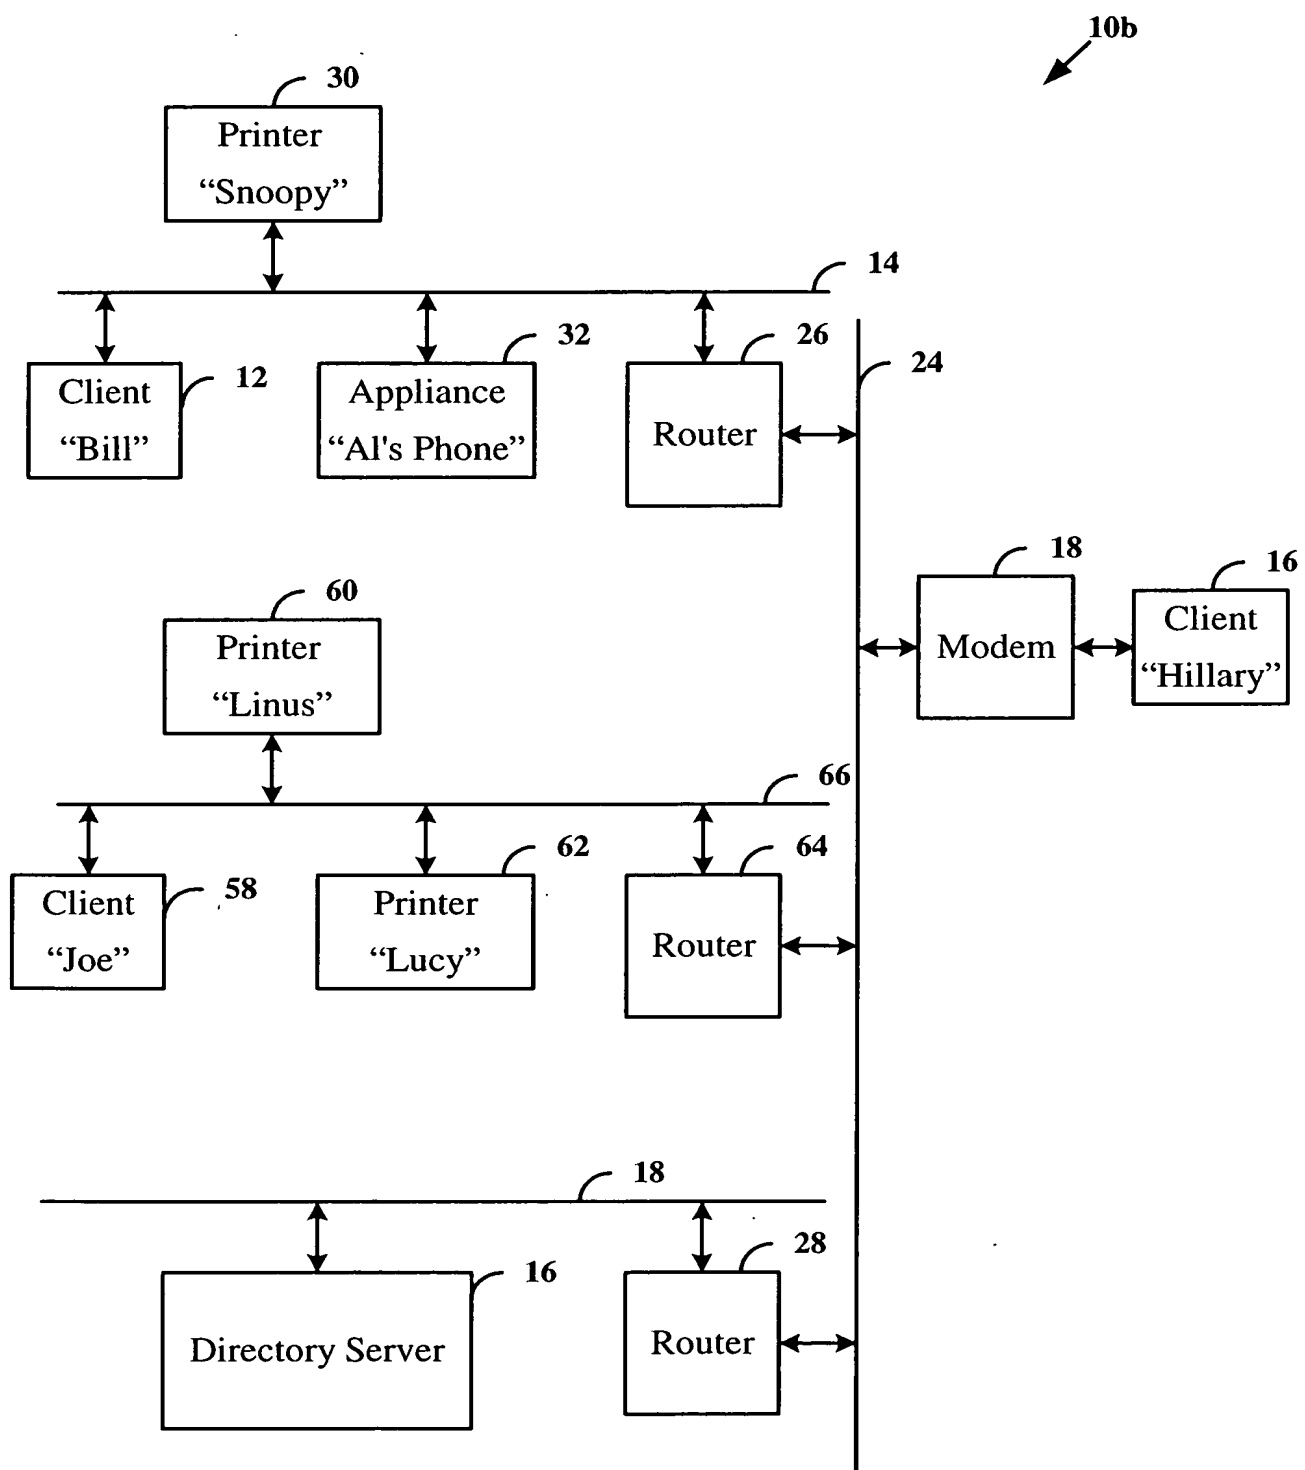 10b
30
Printer
“Snoopy”
14
32
26
24
Client
12
“Bill”
Appliance
“Al's Phone”
Router
18
16
60
Printer
“Linus”
Modem
Client
“Hillary”
66
62
64
Client
58
“Joe”
Printer
“Lucy”
Router
18
28
16
Directory Server
Router